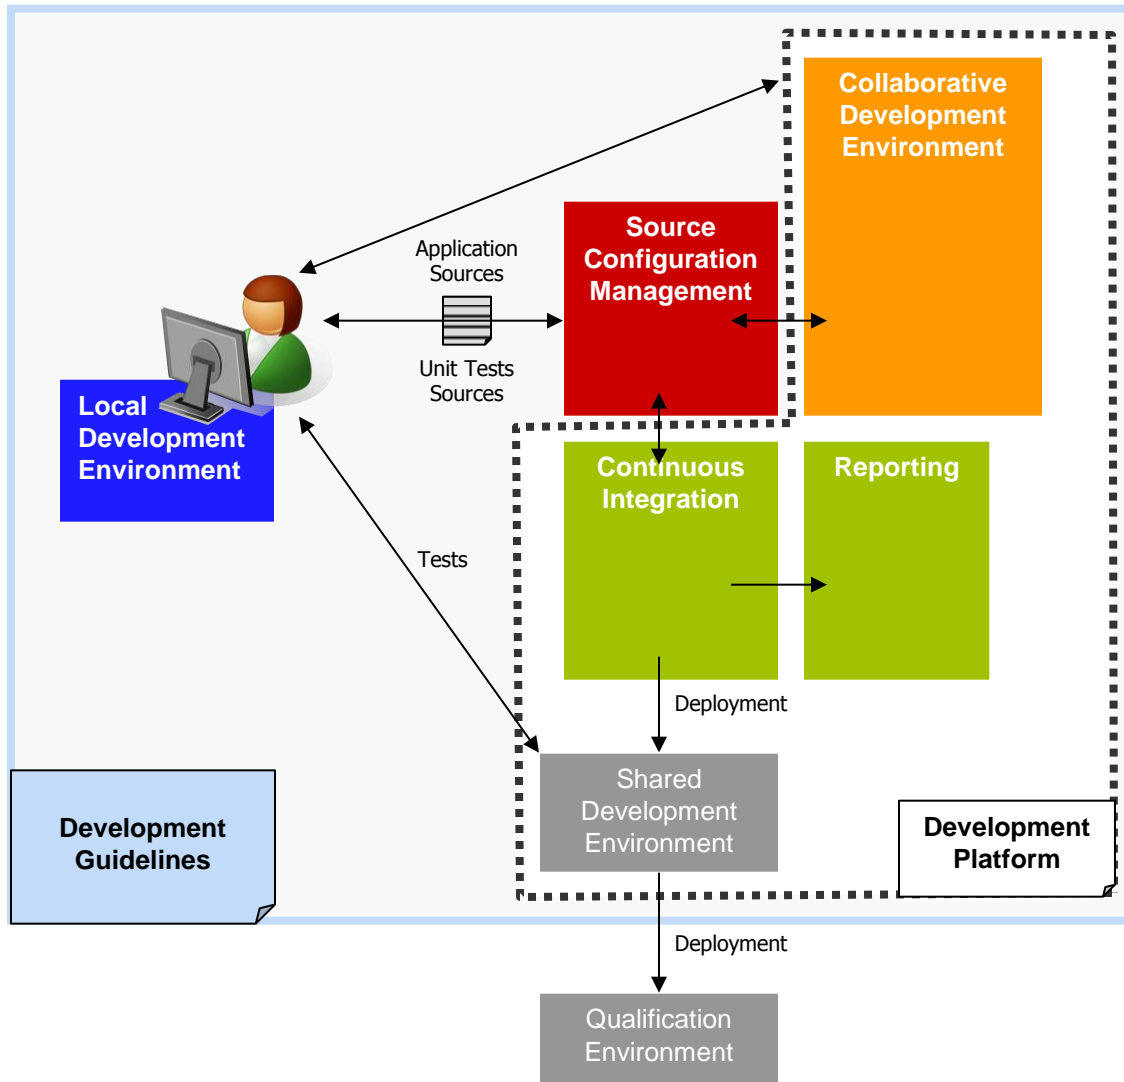 Collaborative
Development
Environment
Source
Configuration
Management
Application
Sources
Unit Tests
Sources
Local
Development
Environment
Continuous
Integration
Reporting
Tests
Deployment
Shared
Development
Environment
Development
Guidelines
Development
Platform
Deployment
Qualification
Environment